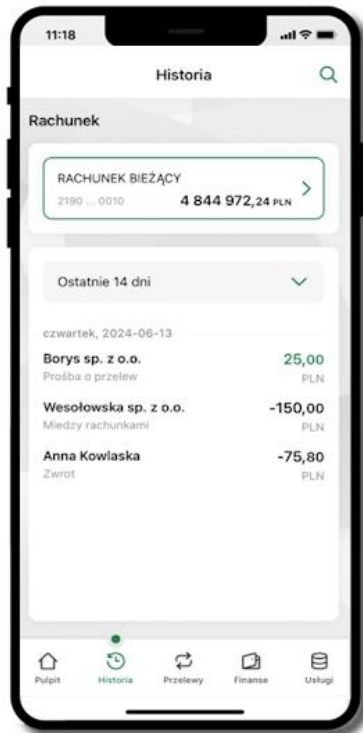 11:18
Historia
Rachunek
RACHUNEK BIEŻĄCY
2190 ... 0010 4 844 972,24 PLN
Ostatnie 14 dni
czwartek, 2024-06-13
Borys sp. z o.o. 25,00
Prośba o przelew PLN
Wesołowska sp. z o.o. -150,00
Miedzy rachunkami PLN
Anna Kowlaska -75,80
Zwrot PLN
Pulpit Historia Przelewy Finanse Usługi